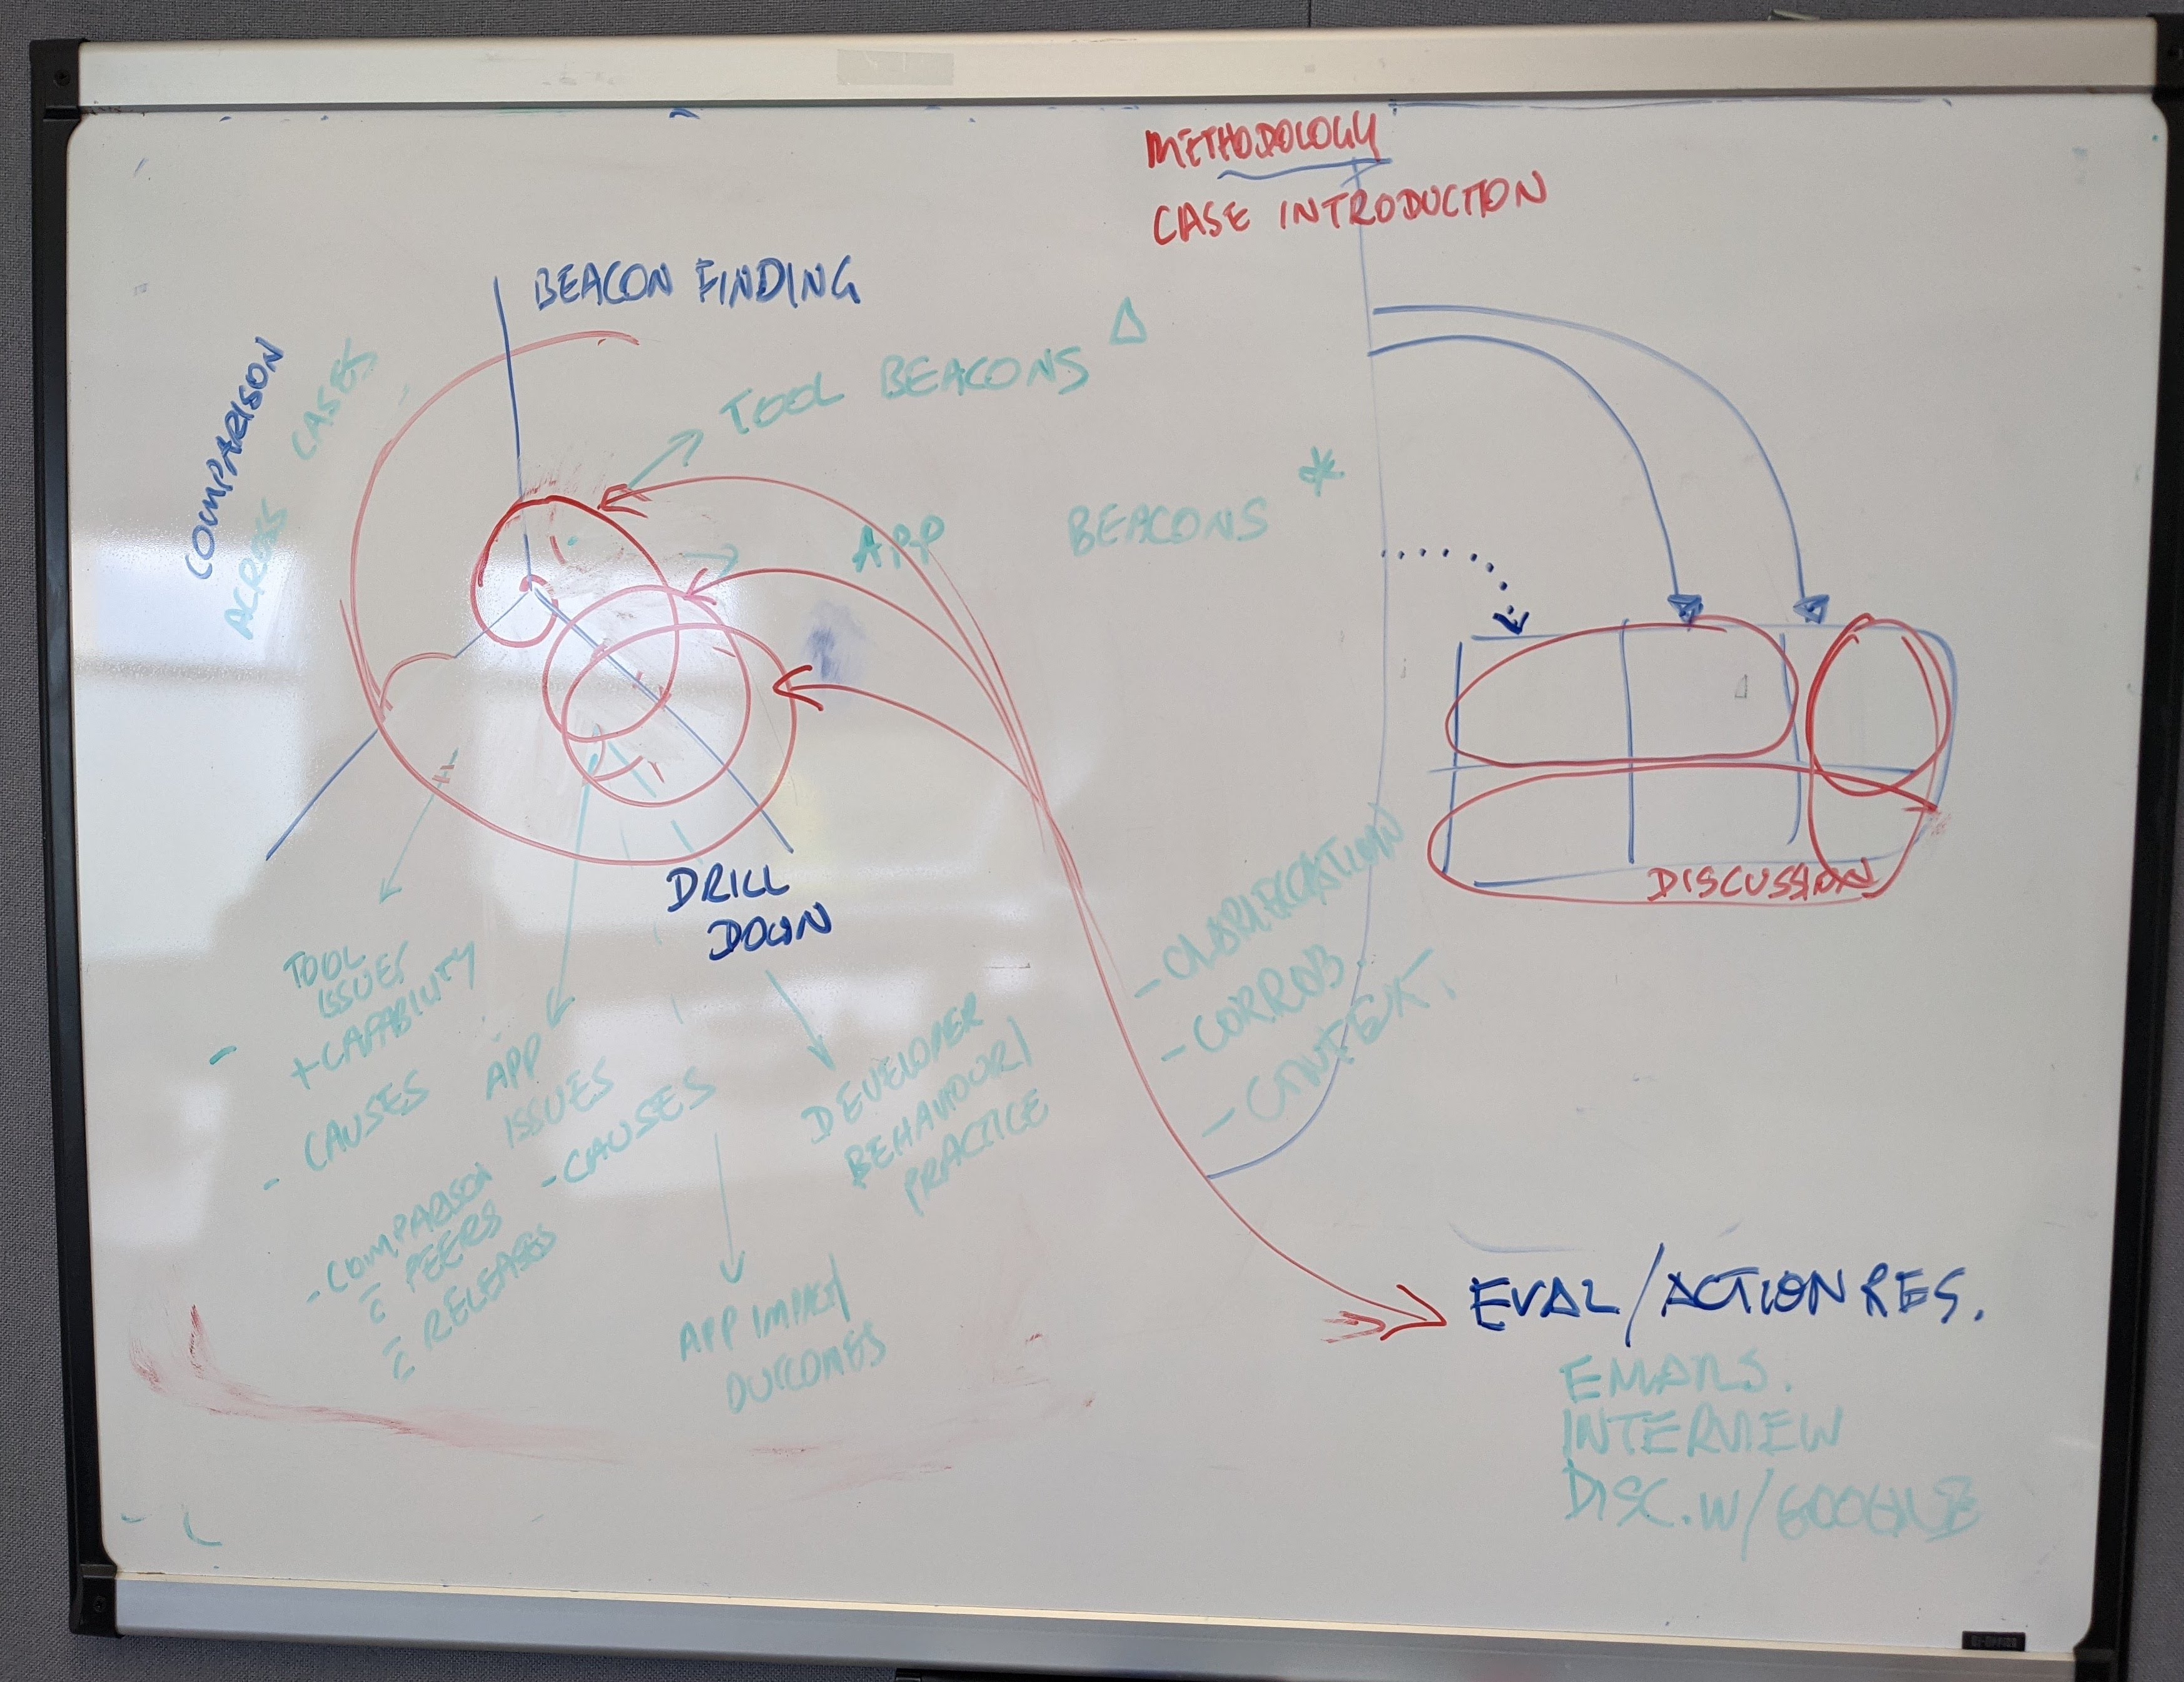 METHODOLOGY
CASE INTRODUCTION
BEACON FINDING
COMPARISON
ACROSS CASES
TOOL BEACONS Δ
APP BEACONS *
DRILL
DOWN
DISCUSSION
TOOL
ISSUES
+CAPABILITY
-
- CAUSES
- COMPARISON
PEERS
RELEASES
APP
ISSUES
- CAUSES
DEVELOPER
BEHAVIOUR/
PRACTICE
APP IMPACT/
OUTCOMES
- CLARIFICATION
- CORROB.
- CONTEXT.
EVAL/ACTION RES.
EMAILS.
INTERVIEW
DISC. W/ GOOGLE